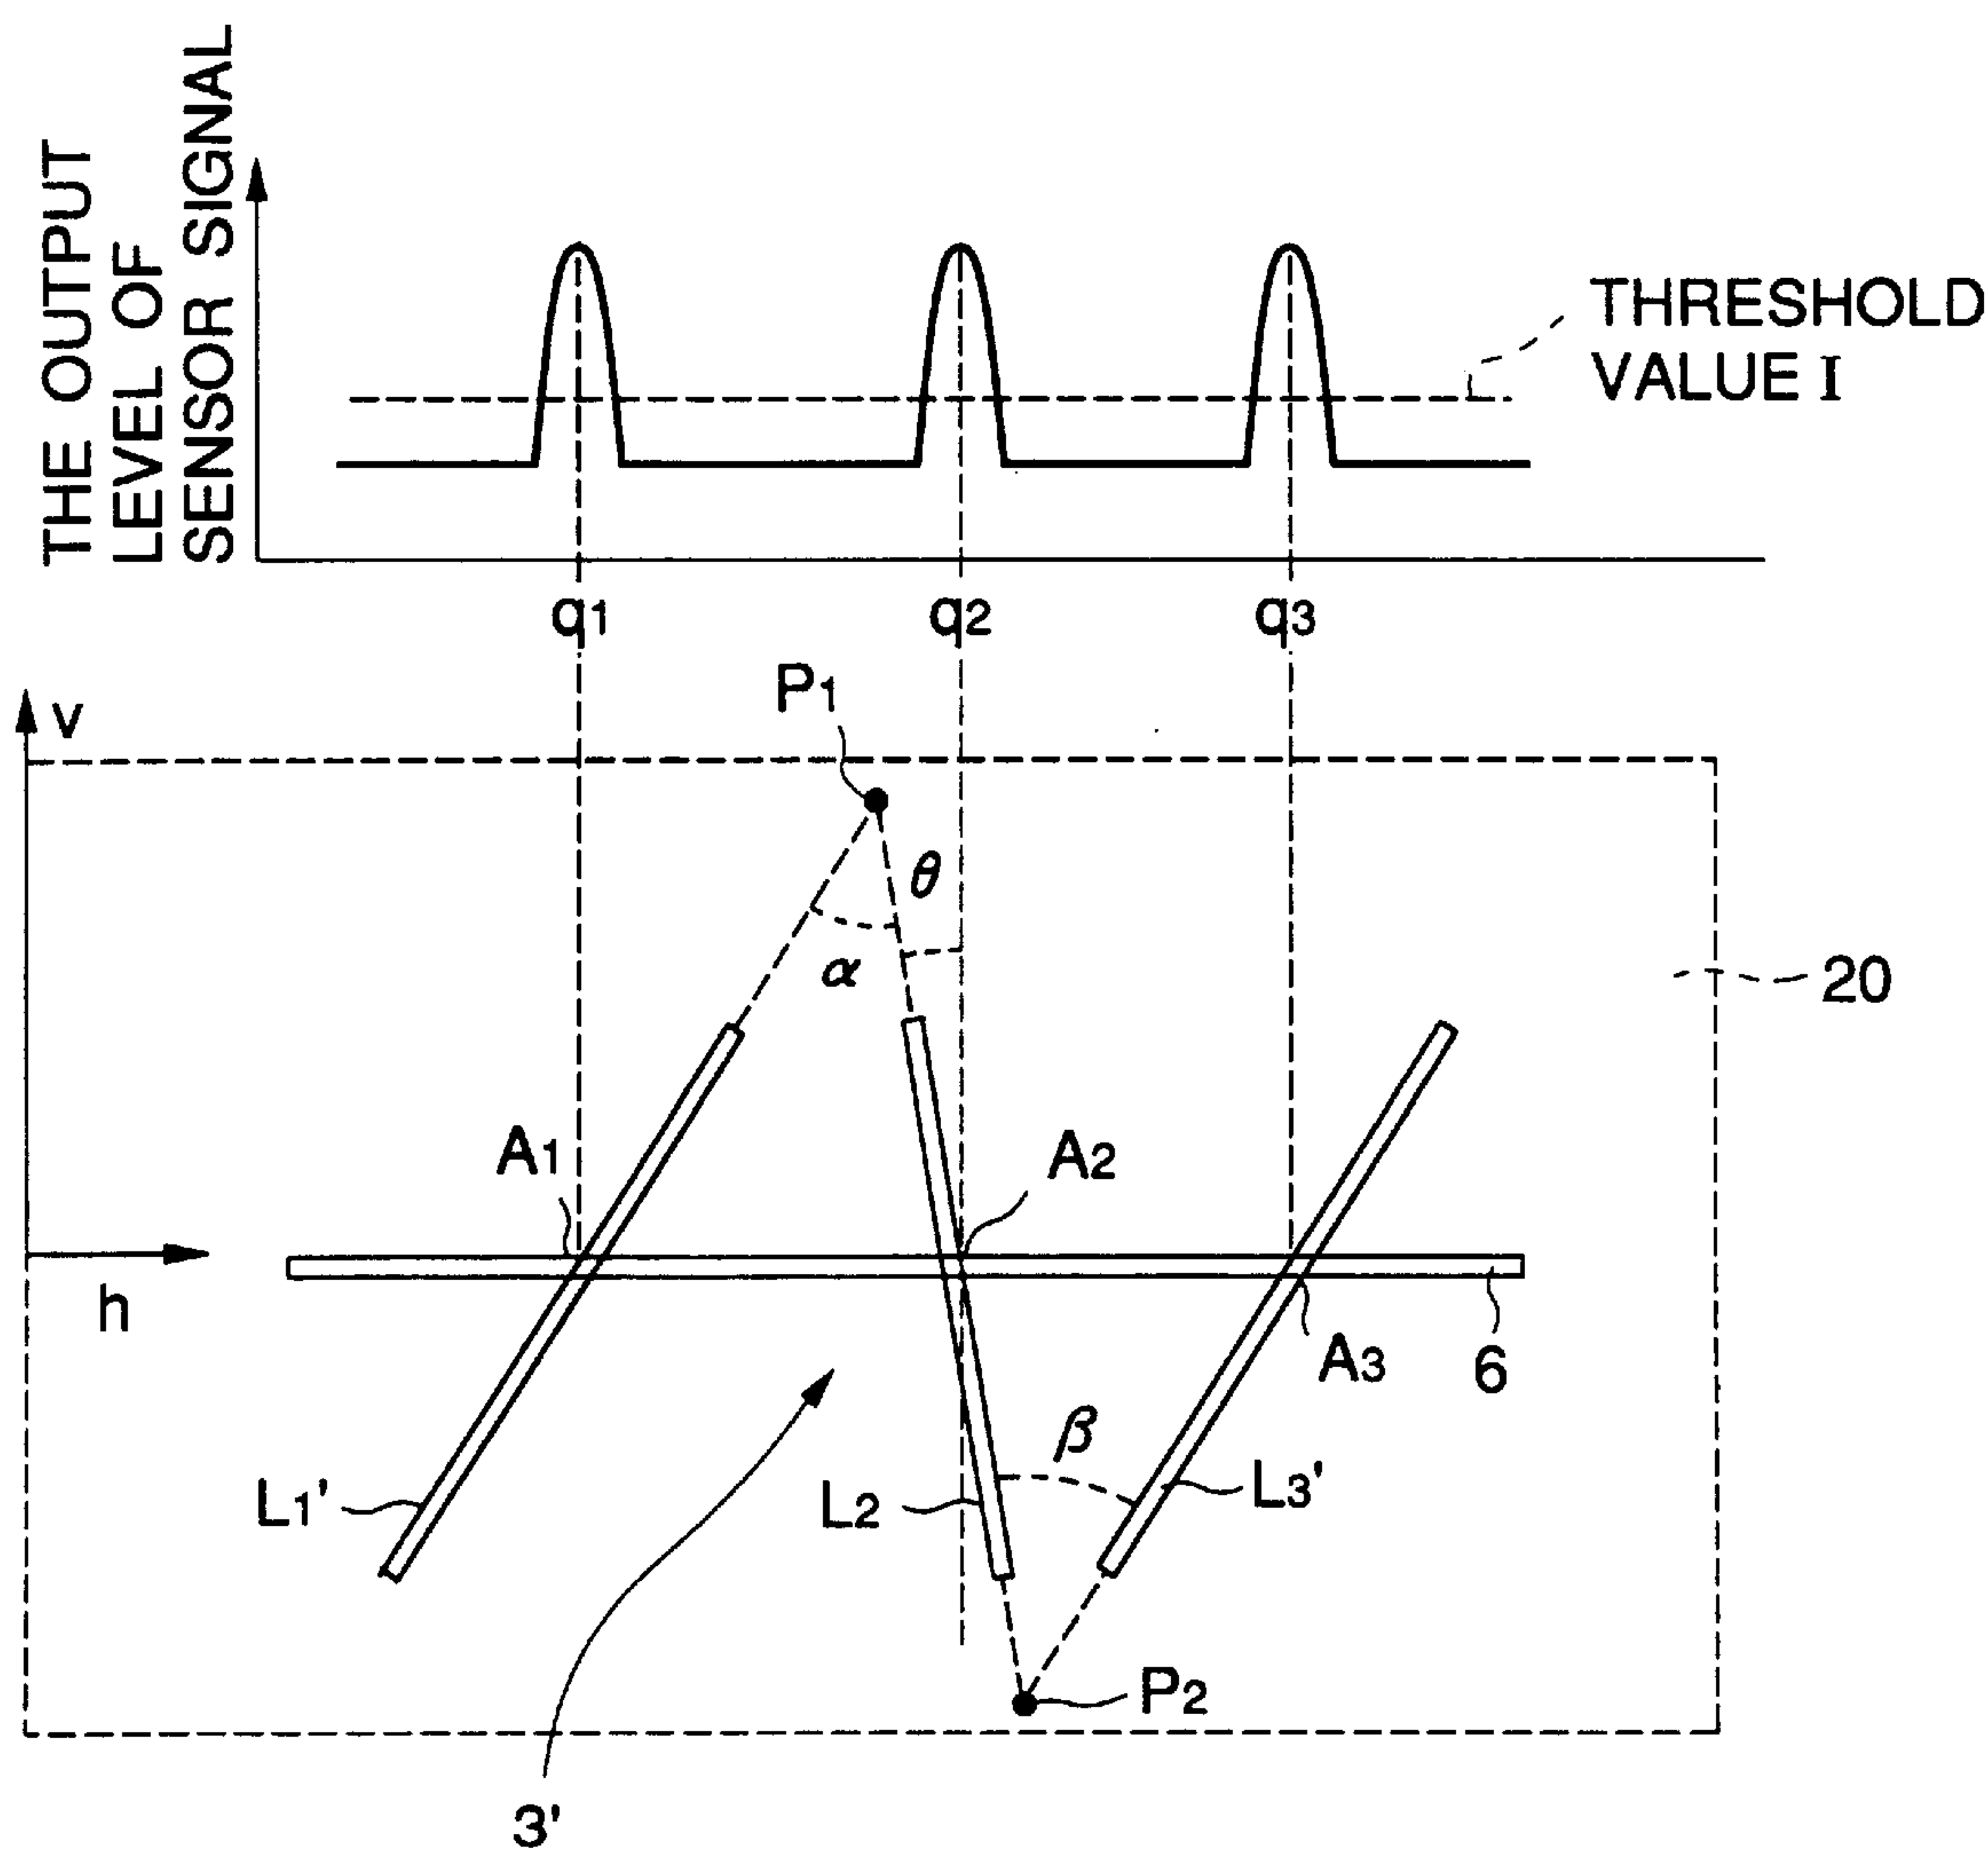 THE OUTPUT
LEVEL OF
SENSOR SIGNAL
THRESHOLD
VALUE I
q1
q2
q3
P1
v
θ
α
20
A1
A2
h
A3
6
β
L1'
L2
L3'
P2
3'